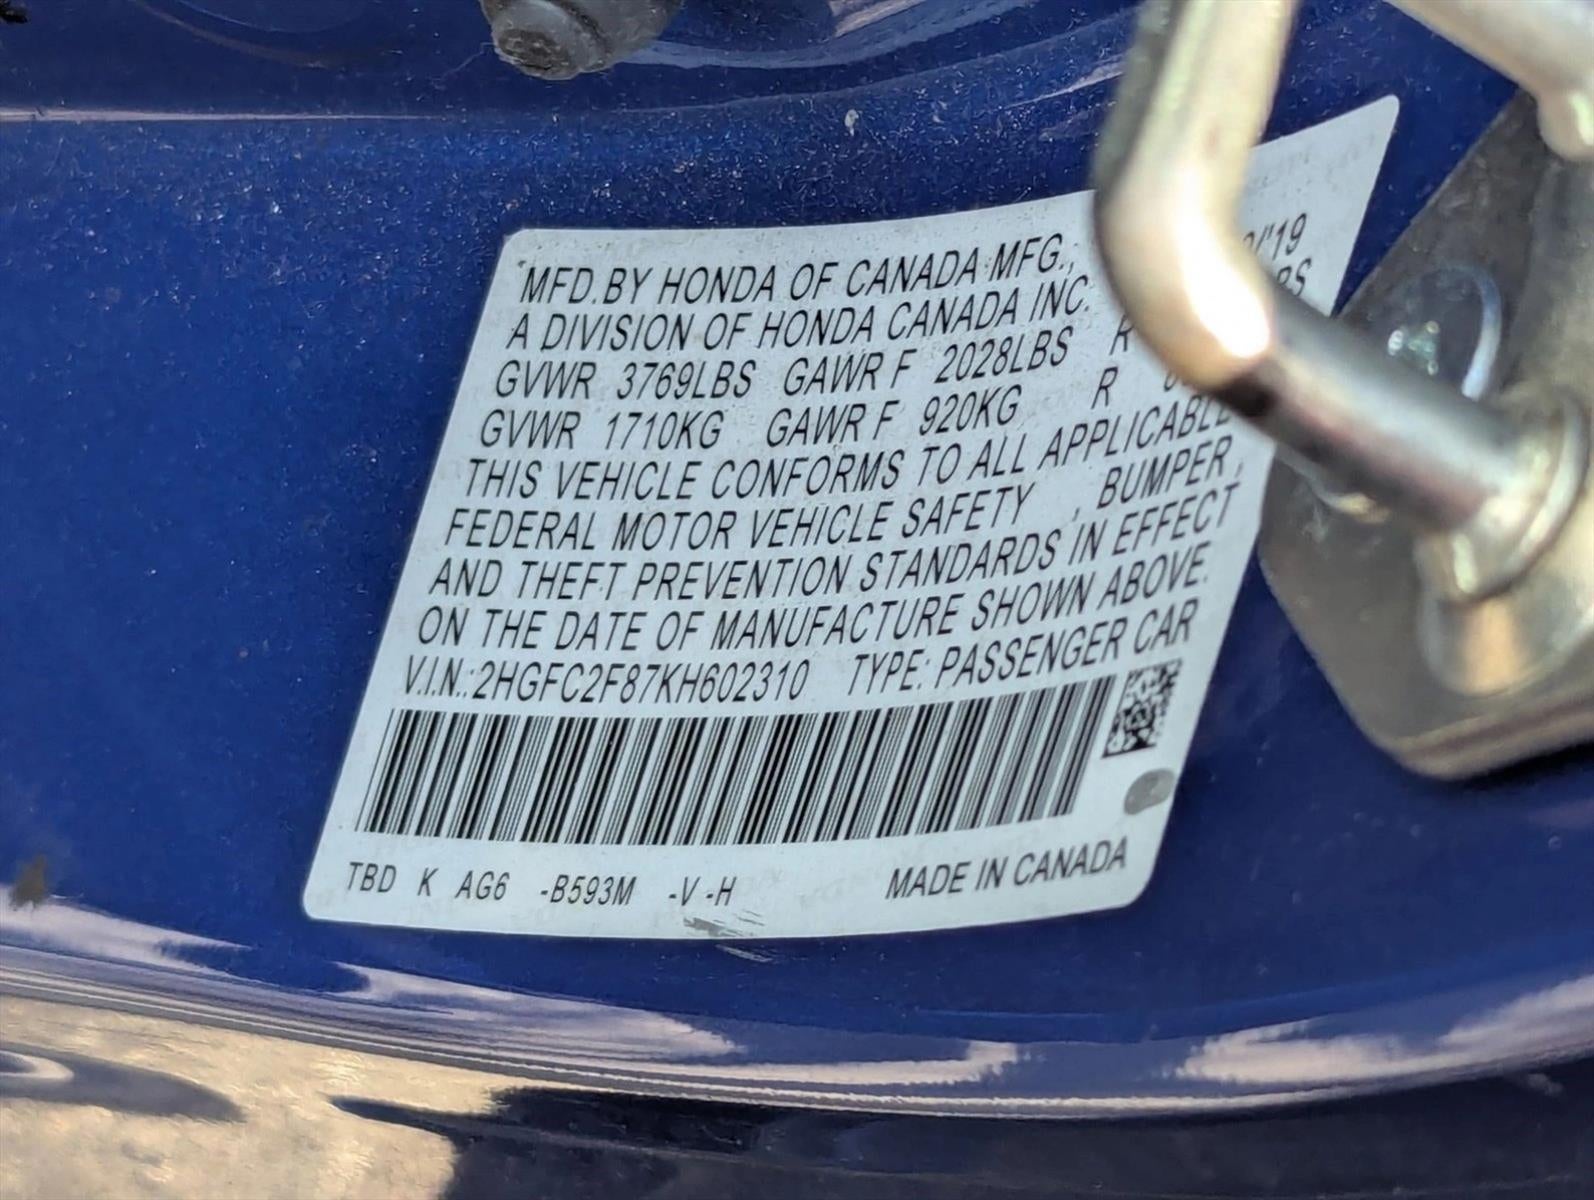 MFD.BY HONDA OF CANADA MFG., /'19
A DIVISION OF HONDA CANADA INC.
GVWR 3769LBS GAWR F 2028LBS R
GVWR 1710KG GAWR F 920KG R
THIS VEHICLE CONFORMS TO ALL APPLICABLE
FEDERAL MOTOR VEHICLE SAFETY , BUMPER,
AND THEFT PREVENTION STANDARDS IN EFFECT
ON THE DATE OF MANUFACTURE SHOWN ABOVE.
V.I.N.:2HGFC2F87KH602310 TYPE: PASSENGER CAR
TBD K AG6 -B593M -V -H MADE IN CANADA